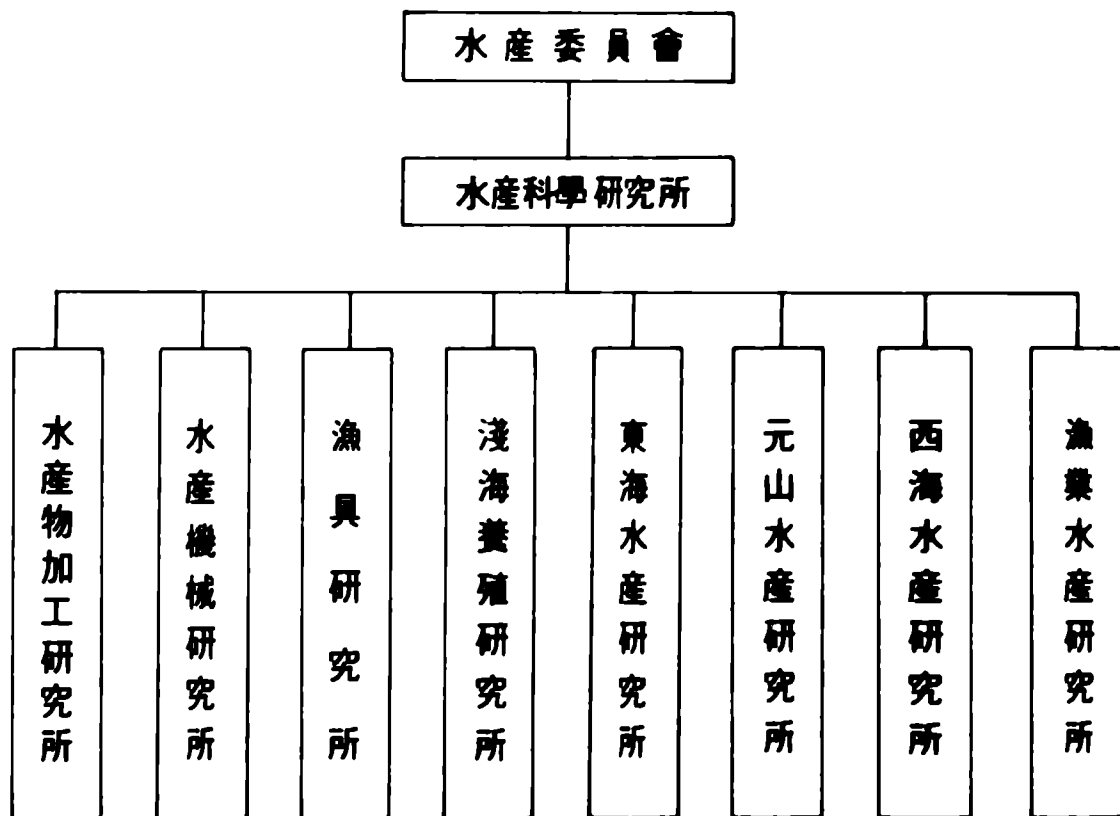 水産委員會
水産科學研究所
水産物加工研究所
水産機械研究所
漁具研究所
淺海養殖研究所
東海水産研究所
元山水産研究所
西海水産研究所
漁業水産研究所